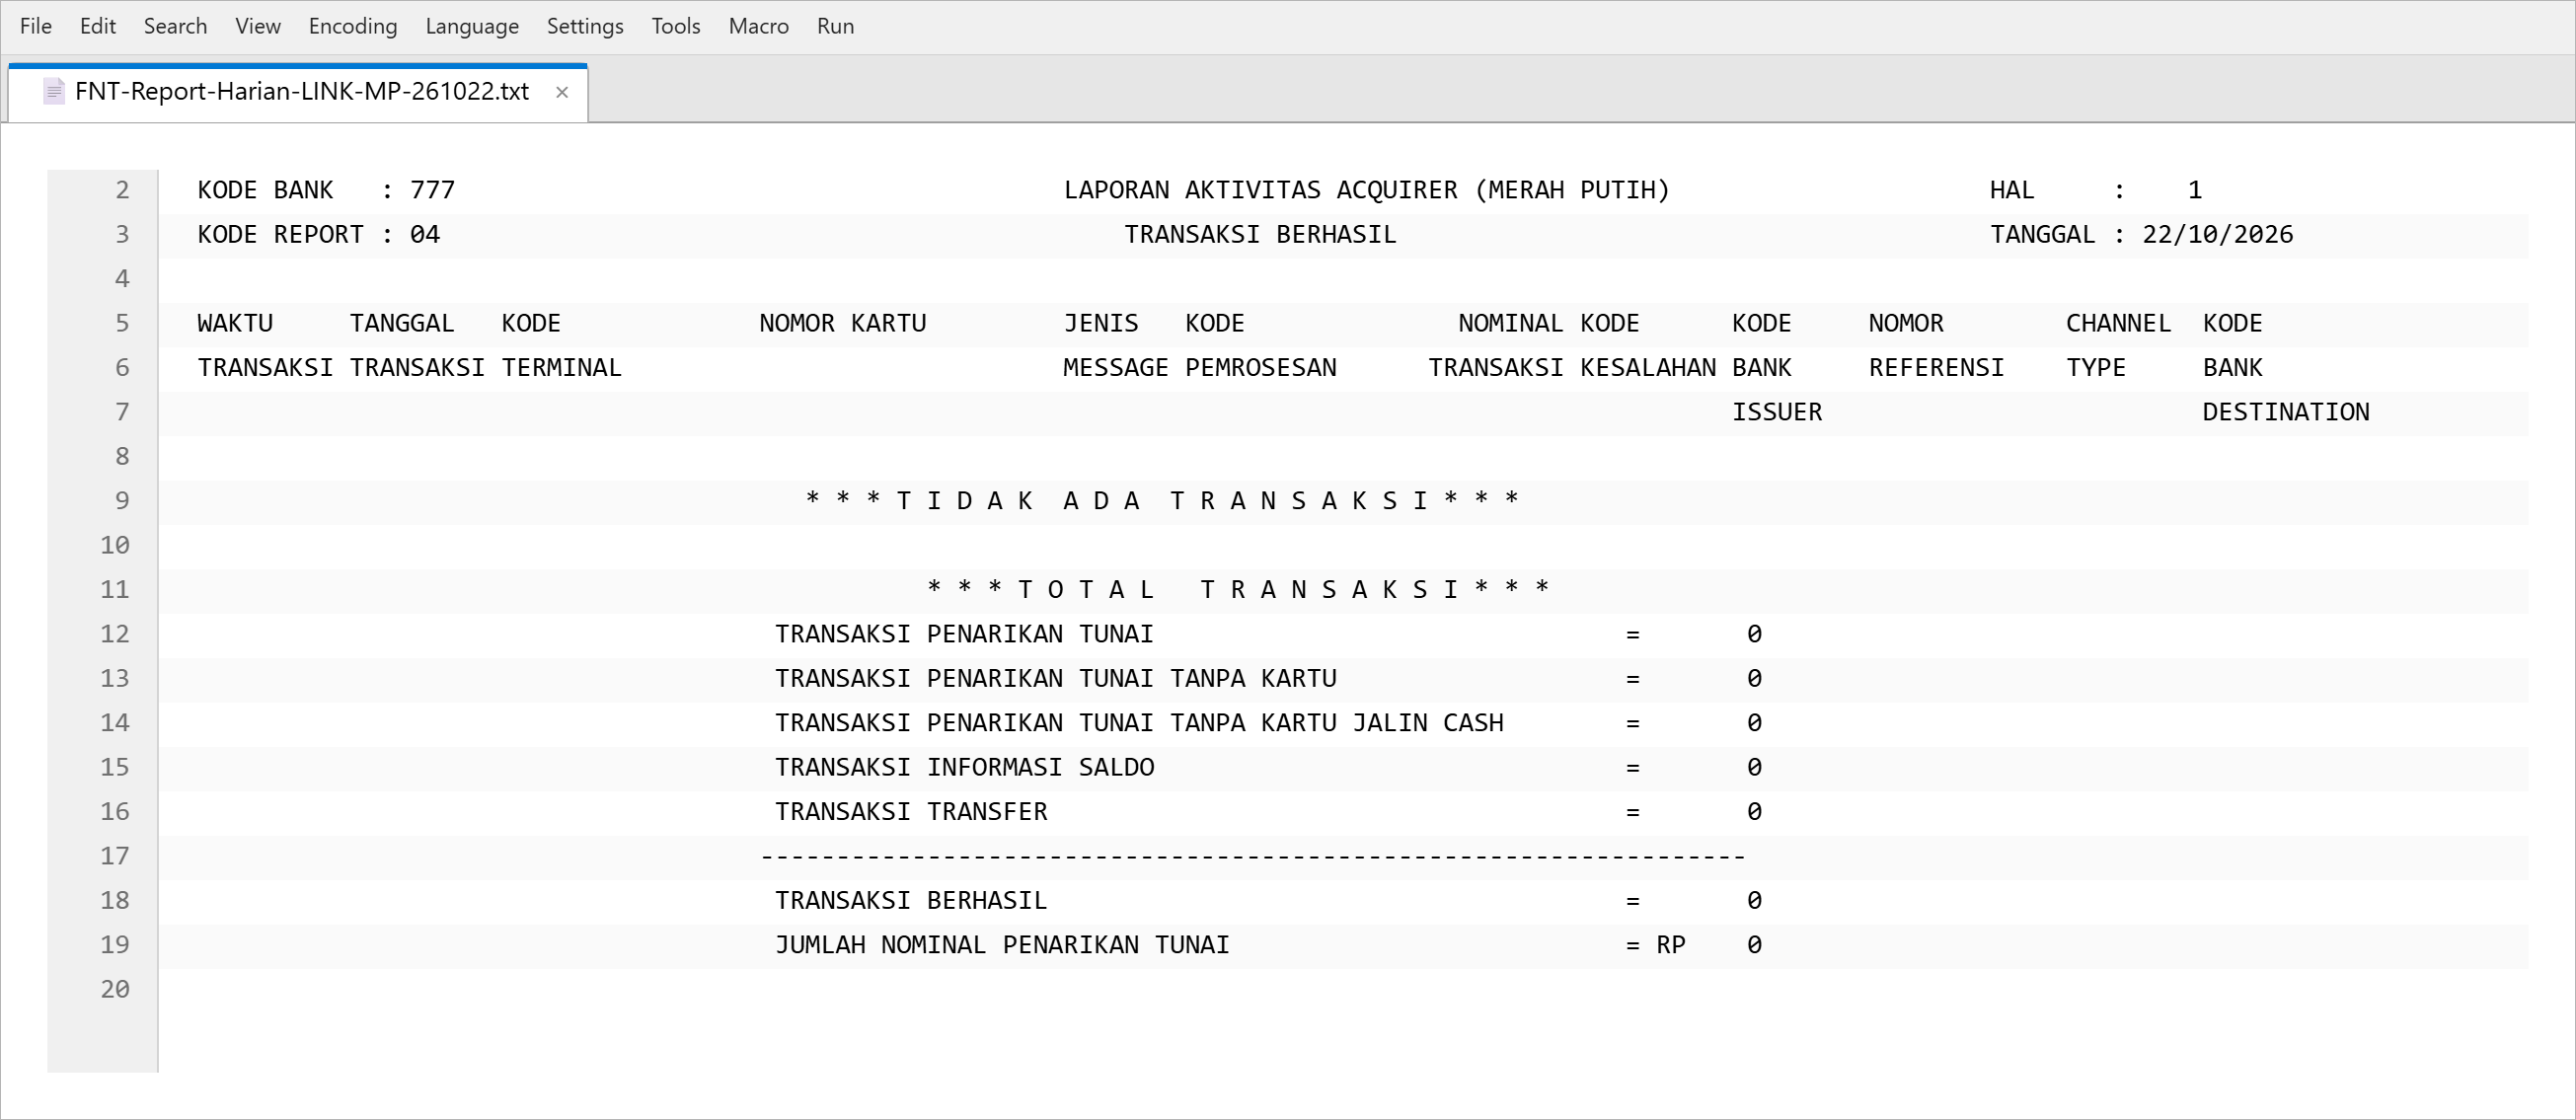 File Edit Search View Encoding Language Settings Tools Macro Run
FNT-Report-Harian-LINK-MP-261022.txt ×
2 KODE BANK : 777 LAPORAN AKTIVITAS ACQUIRER (MERAH PUTIH) HAL : 1
3 KODE REPORT : 04 TRANSAKSI BERHASIL TANGGAL : 22/10/2026
4
5 WAKTU TANGGAL KODE NOMOR KARTU JENIS KODE NOMINAL KODE KODE NOMOR CHANNEL KODE
6 TRANSAKSI TRANSAKSI TERMINAL MESSAGE PEMROSESAN TRANSAKSI KESALAHAN BANK REFERENSI TYPE BANK
7 ISSUER DESTINATION
8
9 * * * T I D A K  A D A  T R A N S A K S I * * *
10
11 * * * T O T A L   T R A N S A K S I * * *
12 TRANSAKSI PENARIKAN TUNAI = 0
13 TRANSAKSI PENARIKAN TUNAI TANPA KARTU = 0
14 TRANSAKSI PENARIKAN TUNAI TANPA KARTU JALIN CASH = 0
15 TRANSAKSI INFORMASI SALDO = 0
16 TRANSAKSI TRANSFER = 0
17 -----------------------------------------------------------------
18 TRANSAKSI BERHASIL = 0
19 JUMLAH NOMINAL PENARIKAN TUNAI = RP 0
20